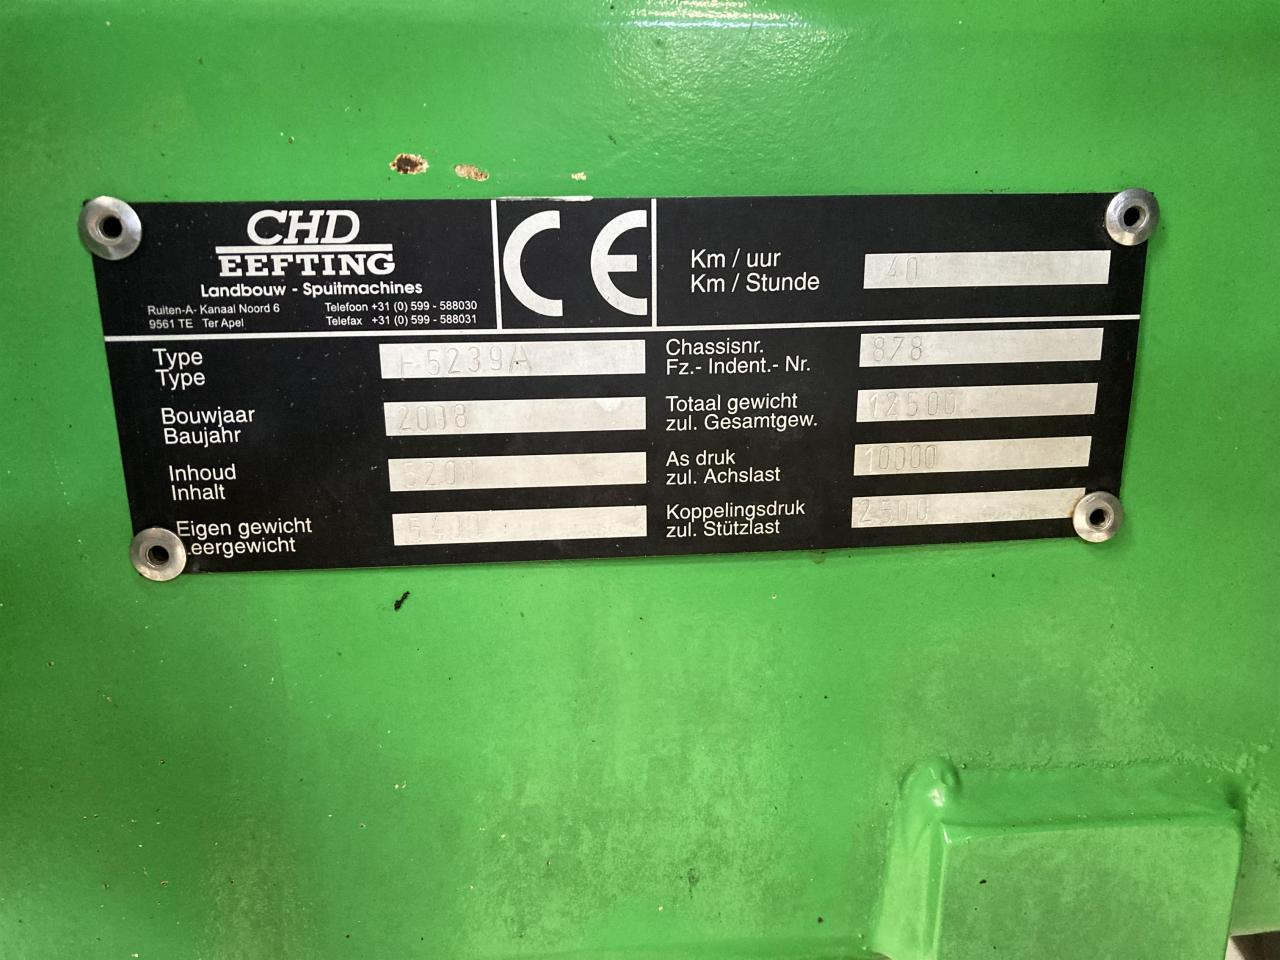 CHD
EEFTING
Landbouw - Spuitmachines
Ruiten-A- Kanaal Noord 6 Telefoon +31 (0) 599 - 588030
9561 TE Ter Apel Telefax +31 (0) 599 - 588031
CE
Km / uur
Km / Stunde
40
Type
Type
F5239A
Bouwjaar
Baujahr
2008
Inhoud
Inhalt
5200
Eigen gewicht
Leergewicht
5400
Chassisnr.
Fz.- Indent.- Nr.
878
Totaal gewicht
zul. Gesamtgew.
12500
As druk
zul. Achslast
10000
Koppelingsdruk
zul. Stützlast
2500